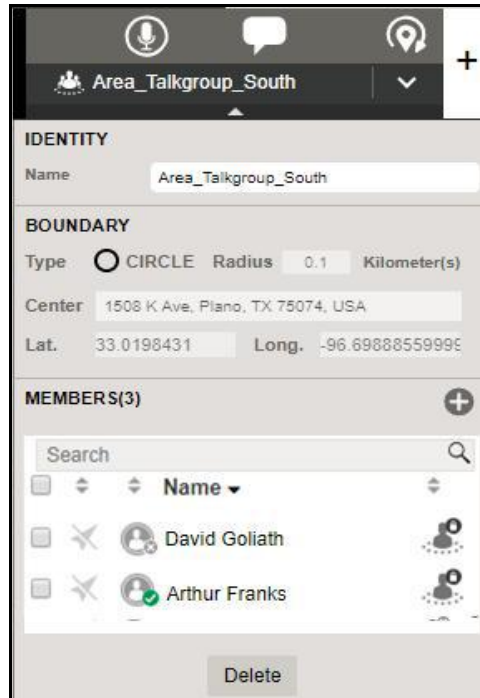 Area_Talkgroup_South
IDENTITY
Name Area_Talkgroup_South
BOUNDARY
Type CIRCLE Radius 0.1 Kilometer(s)
Center 1508 K Ave, Plano, TX 75074, USA
Lat. 33.0198431 Long. -96.69888559999
MEMBERS(3)
Search
Name
David Goliath
Arthur Franks
Delete